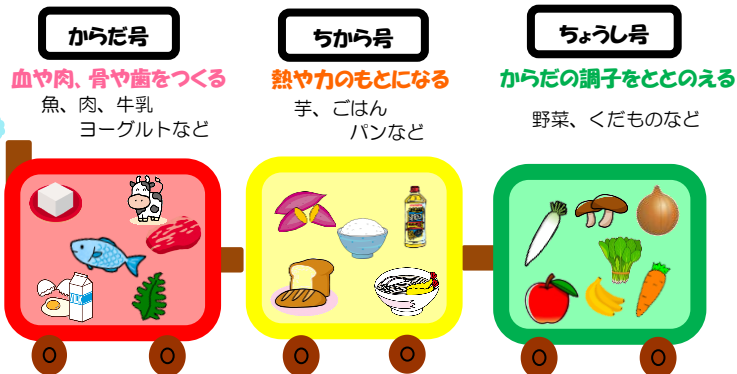 からだ号
血や肉、骨や歯をつくる
魚、肉、牛乳
ヨーグルトなど
ちから号
熱や力のもとになる
芋、ごはん
パンなど
ちょうし号
からだの調子をととのえる
野菜、くだものなど